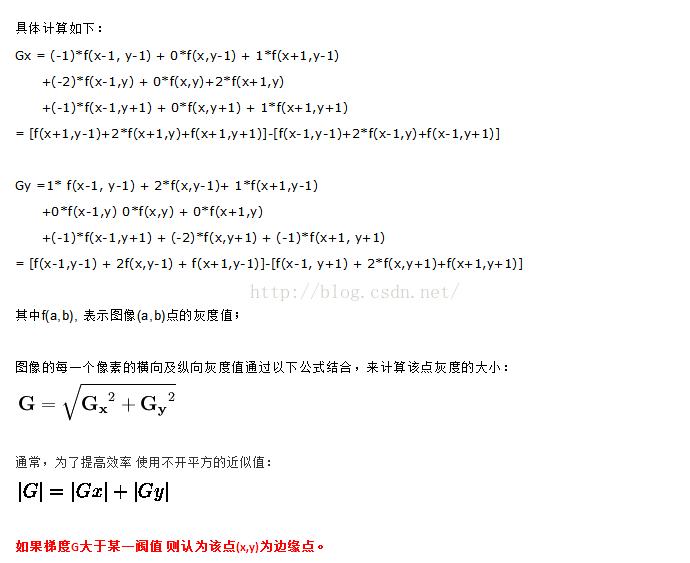 具体计算如下：
Gx = (-1)*f(x-1, y-1) + 0*f(x,y-1) + 1*f(x+1,y-1)
+(-2)*f(x-1,y) + 0*f(x,y)+2*f(x+1,y)
+(-1)*f(x-1,y+1) + 0*f(x,y+1) + 1*f(x+1,y+1)
= [f(x+1,y-1)+2*f(x+1,y)+f(x+1,y+1)]-[f(x-1,y-1)+2*f(x-1,y)+f(x-1,y+1)]
Gy =1* f(x-1, y-1) + 2*f(x,y-1)+ 1*f(x+1,y-1)
+0*f(x-1,y) 0*f(x,y) + 0*f(x+1,y)
+(-1)*f(x-1,y+1) + (-2)*f(x,y+1) + (-1)*f(x+1, y+1)
= [f(x-1,y-1) + 2f(x,y-1) + f(x+1,y-1)]-[f(x-1, y+1) + 2*f(x,y+1)+f(x+1,y+1)]
http://blog.csdn.net/
其中f(a,b), 表示图像(a,b)点的灰度值；
图像的每一个像素的横向及纵向灰度值通过以下公式结合，来计算该点灰度的大小：
G = √(Gx² + Gy²)
通常，为了提高效率 使用不开平方的近似值：
|G| = |Gx| + |Gy|
如果梯度G大于某一阀值 则认为该点(x,y)为边缘点。